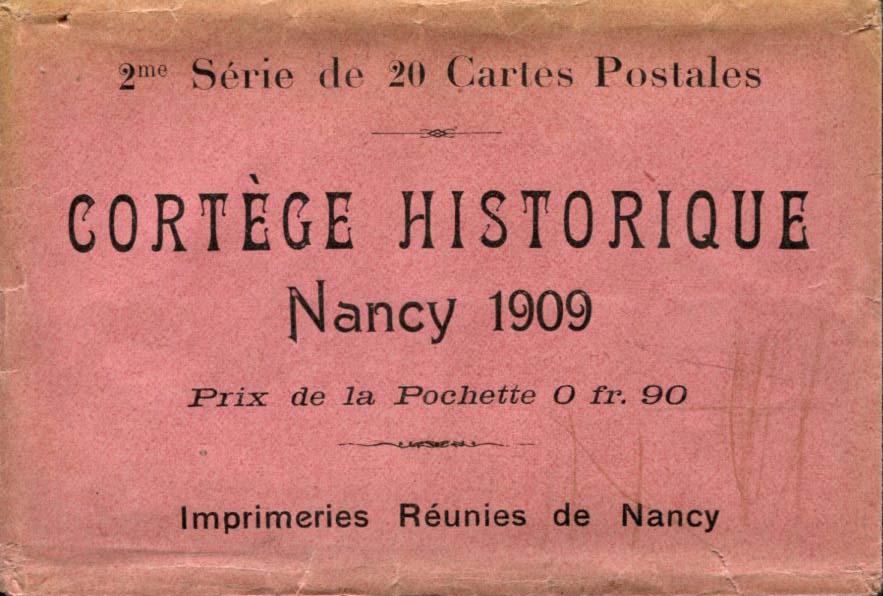 2me Série de 20 Cartes Postales
CORTÈGE HISTORIQUE
Nancy 1909
Prix de la Pochette 0 fr. 90
Imprimeries Réunies de Nancy